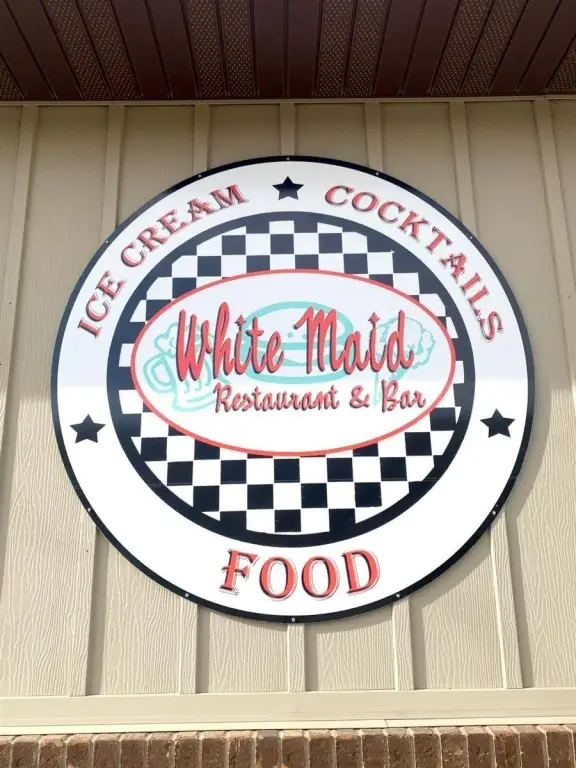 ICE CREAM ★ COCKTAILS
White Maid
Restaurant & Bar
★ FOOD ★